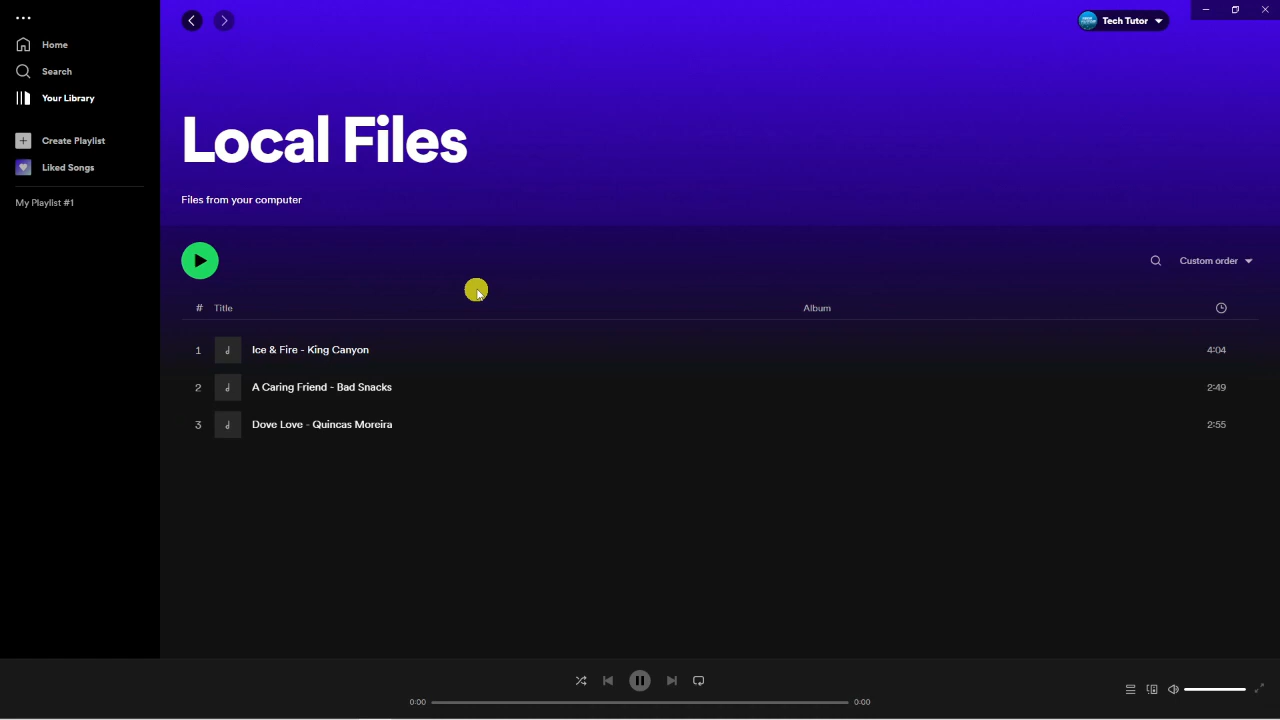 Home
Search
Your Library
Create Playlist
Liked Songs
My Playlist #1
Tech Tutor
Local Files
Files from your computer
Custom order
# Title Album
1 Ice & Fire - King Canyon 4:04
2 A Caring Friend - Bad Snacks 2:49
3 Dove Love - Quincas Moreira 2:55
0:00 0:00